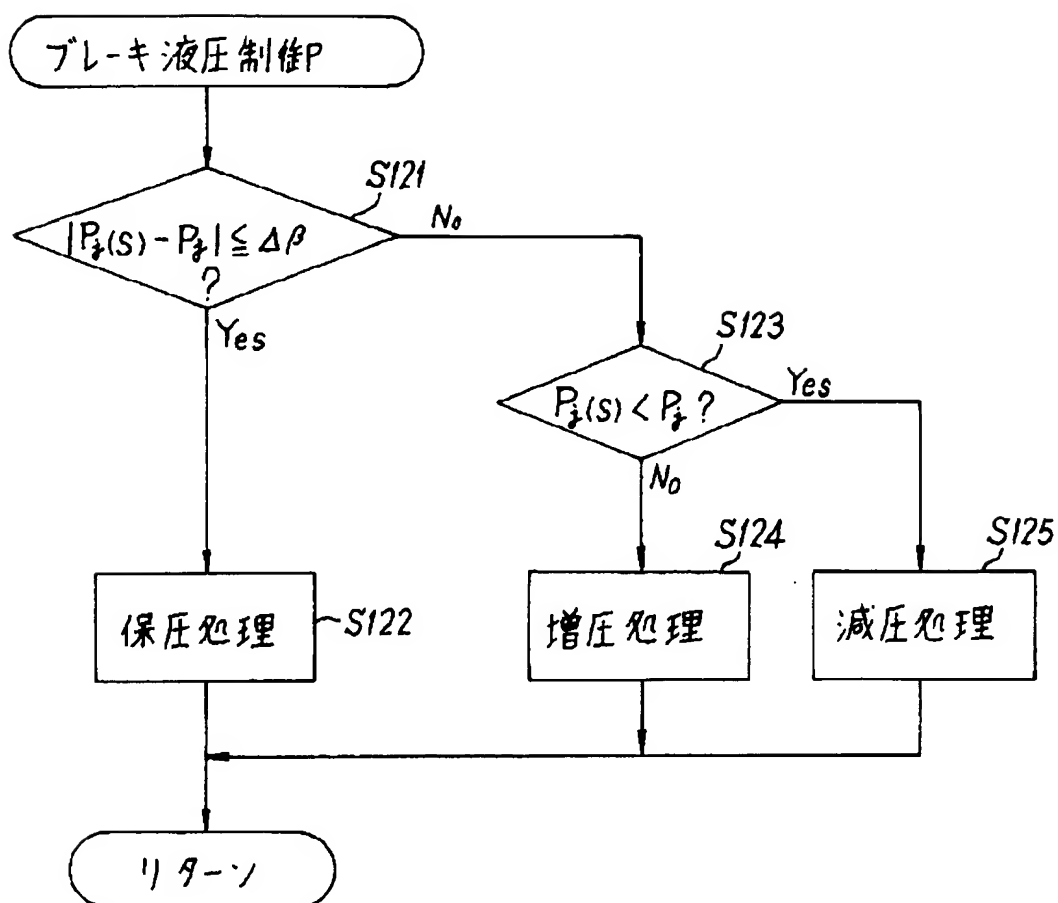 ブレーキ液圧制御P
S121
|Pj(S)-Pj|≦Δβ
?
No
Yes
S123
Pj(S)<Pj?
Yes
No
S124
S125
保圧処理
S122
増圧処理
減圧処理
リターン